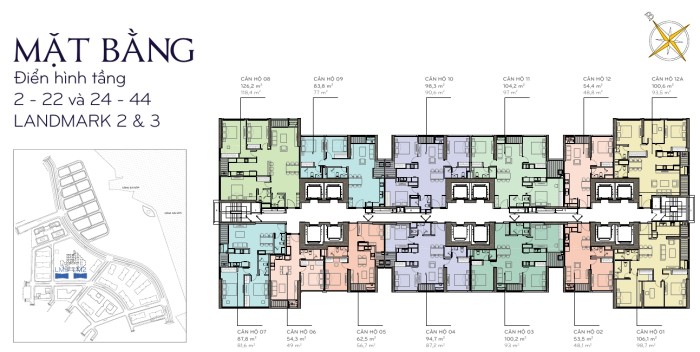 MẶT BẰNG
Điển hình tầng
2 - 22 và 24 - 44
LANDMARK 2 & 3
CĂN HỘ 08
126,2 m²
118,4 m²
CĂN HỘ 09
83,8 m²
77 m²
CĂN HỘ 10
98,3 m²
90,6 m²
CĂN HỘ 11
104,2 m²
97 m²
CĂN HỘ 12
54,4 m²
48,8 m²
CĂN HỘ 12A
100,6 m²
93,5 m²
CĂN HỘ 07
87,8 m²
81,6 m²
CĂN HỘ 06
54,3 m²
49 m²
CĂN HỘ 05
62,5 m²
56,7 m²
CĂN HỘ 04
94,7 m²
87,2 m²
CĂN HỘ 03
100,2 m²
93 m²
CĂN HỘ 02
53,5 m²
48,1 m²
CĂN HỘ 01
106,1 m²
98,7 m²